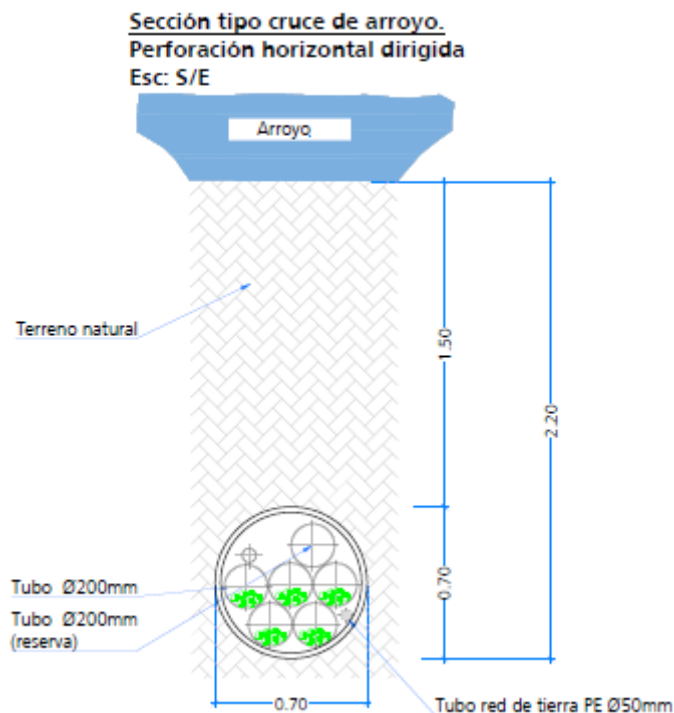 Sección tipo cruce de arroyo.
Perforación horizontal dirigida
Esc: S/E
Arroyo
Terreno natural
1.50
2.20
0.70
Tubo Ø200mm
Tubo Ø200mm
(reserva)
0.70
Tubo red de tierra PE Ø50mm